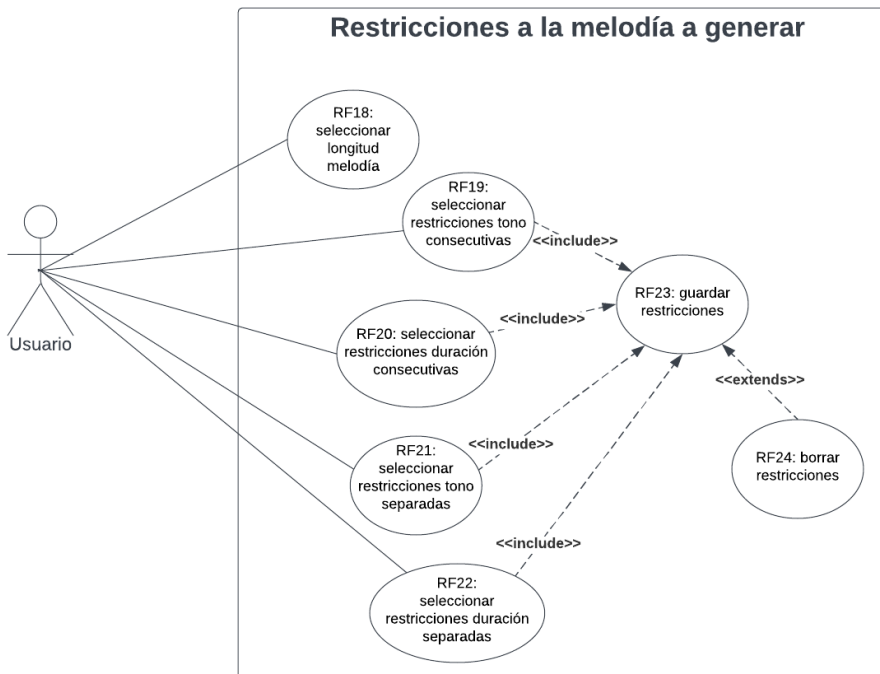 Restricciones a la melodía a generar
RF18:
seleccionar
longitud
melodía
RF19:
seleccionar
restricciones tono
consecutivas
<<include>>
RF23: guardar
restricciones
<<include>>
RF20: seleccionar
restricciones duración
consecutivas
Usuario
<<extends>>
<<include>>
RF21:
seleccionar
restricciones tono
separadas
RF24: borrar
restricciones
<<include>>
RF22:
seleccionar
restricciones duración
separadas